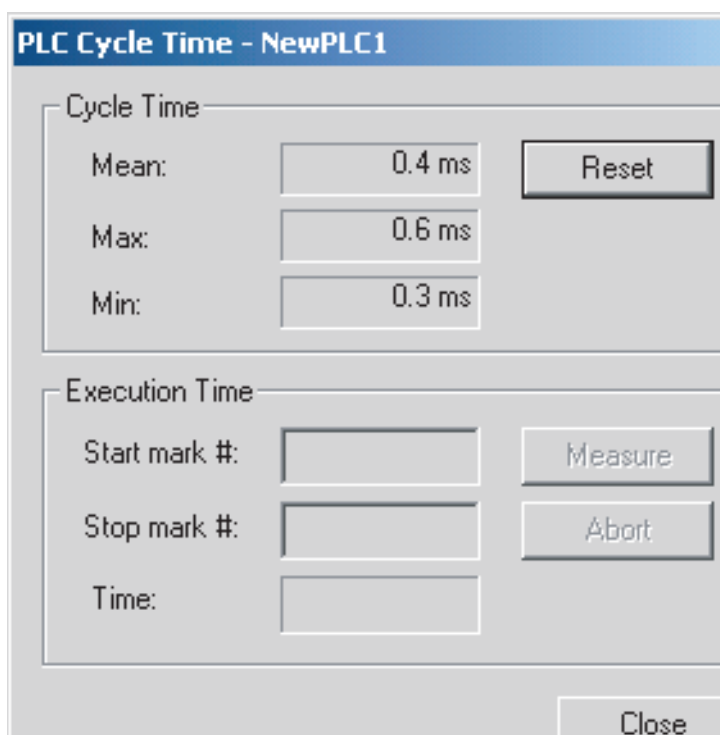 PLC Cycle Time - NewPLC1
Cycle Time
Mean: 0.4 ms Reset
Max: 0.6 ms
Min: 0.3 ms
Execution Time
Start mark #: Measure
Stop mark #: Abort
Time:
Close